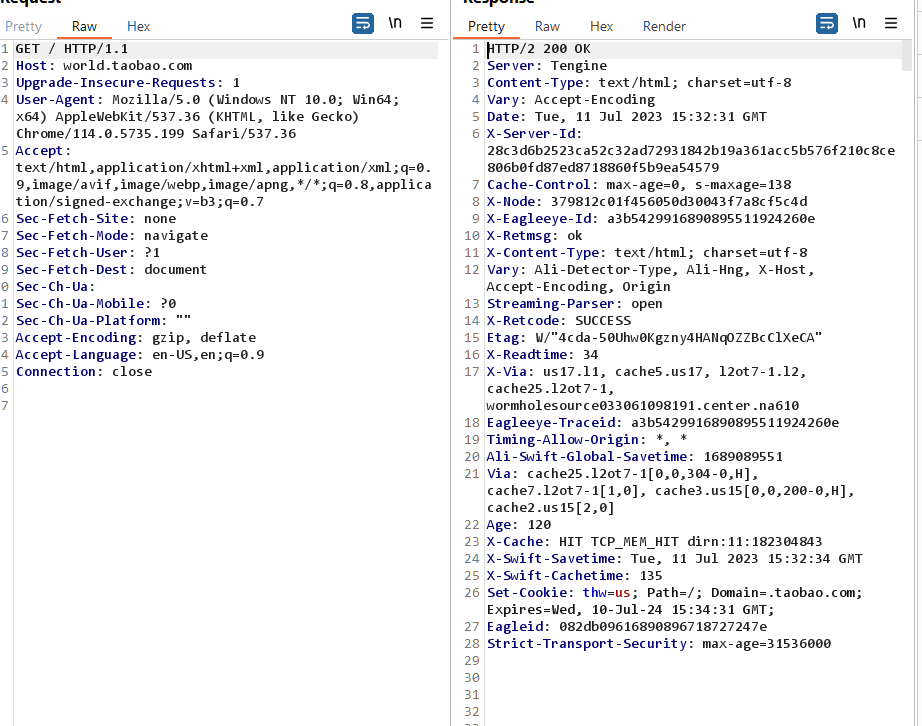 Request
Pretty Raw Hex \n
1 GET / HTTP/1.1
2 Host: world.taobao.com
3 Upgrade-Insecure-Requests: 1
4 User-Agent: Mozilla/5.0 (Windows NT 10.0; Win64;
x64) AppleWebKit/537.36 (KHTML, like Gecko)
Chrome/114.0.5735.199 Safari/537.36
5 Accept:
text/html,application/xhtml+xml,application/xml;q=0.
9,image/avif,image/webp,image/apng,*/*;q=0.8,applica
tion/signed-exchange;v=b3;q=0.7
6 Sec-Fetch-Site: none
7 Sec-Fetch-Mode: navigate
8 Sec-Fetch-User: ?1
9 Sec-Fetch-Dest: document
0 Sec-Ch-Ua:
1 Sec-Ch-Ua-Mobile: ?0
2 Sec-Ch-Ua-Platform: ""
3 Accept-Encoding: gzip, deflate
4 Accept-Language: en-US,en;q=0.9
5 Connection: close
6
7
Response
Pretty Raw Hex Render \n
1 HTTP/2 200 OK
2 Server: Tengine
3 Content-Type: text/html; charset=utf-8
4 Vary: Accept-Encoding
5 Date: Tue, 11 Jul 2023 15:32:31 GMT
6 X-Server-Id:
28c3d6b2523ca52c32ad72931842b19a361acc5b576f210c8ce
806b0fd87ed8718860f5b9ea54579
7 Cache-Control: max-age=0, s-maxage=138
8 X-Node: 379812c01f456050d30043f7a8cf5c4d
9 X-Eagleeye-Id: a3b5429916890895511924260e
10 X-Retmsg: ok
11 X-Content-Type: text/html; charset=utf-8
12 Vary: Ali-Detector-Type, Ali-Hng, X-Host,
Accept-Encoding, Origin
13 Streaming-Parser: open
14 X-Retcode: SUCCESS
15 Etag: W/"4cda-50Uhw0Kgzny4HANqOZZBcClXeCA"
16 X-Readtime: 34
17 X-Via: us17.l1, cache5.us17, l2ot7-1.l2,
cache25.l2ot7-1,
wormholesource033061098191.center.na610
18 Eagleeye-Traceid: a3b5429916890895511924260e
19 Timing-Allow-Origin: *, *
20 Ali-Swift-Global-Savetime: 1689089551
21 Via: cache25.l2ot7-1[0,0,304-0,H],
cache7.l2ot7-1[1,0], cache3.us15[0,0,200-0,H],
cache2.us15[2,0]
22 Age: 120
23 X-Cache: HIT TCP_MEM_HIT dirn:11:182304843
24 X-Swift-Savetime: Tue, 11 Jul 2023 15:32:34 GMT
25 X-Swift-Cachetime: 135
26 Set-Cookie: thw=us; Path=/; Domain=.taobao.com;
Expires=Wed, 10-Jul-24 15:34:31 GMT;
27 Eagleid: 082db09616890896718727247e
28 Strict-Transport-Security: max-age=31536000
29
30
31
32